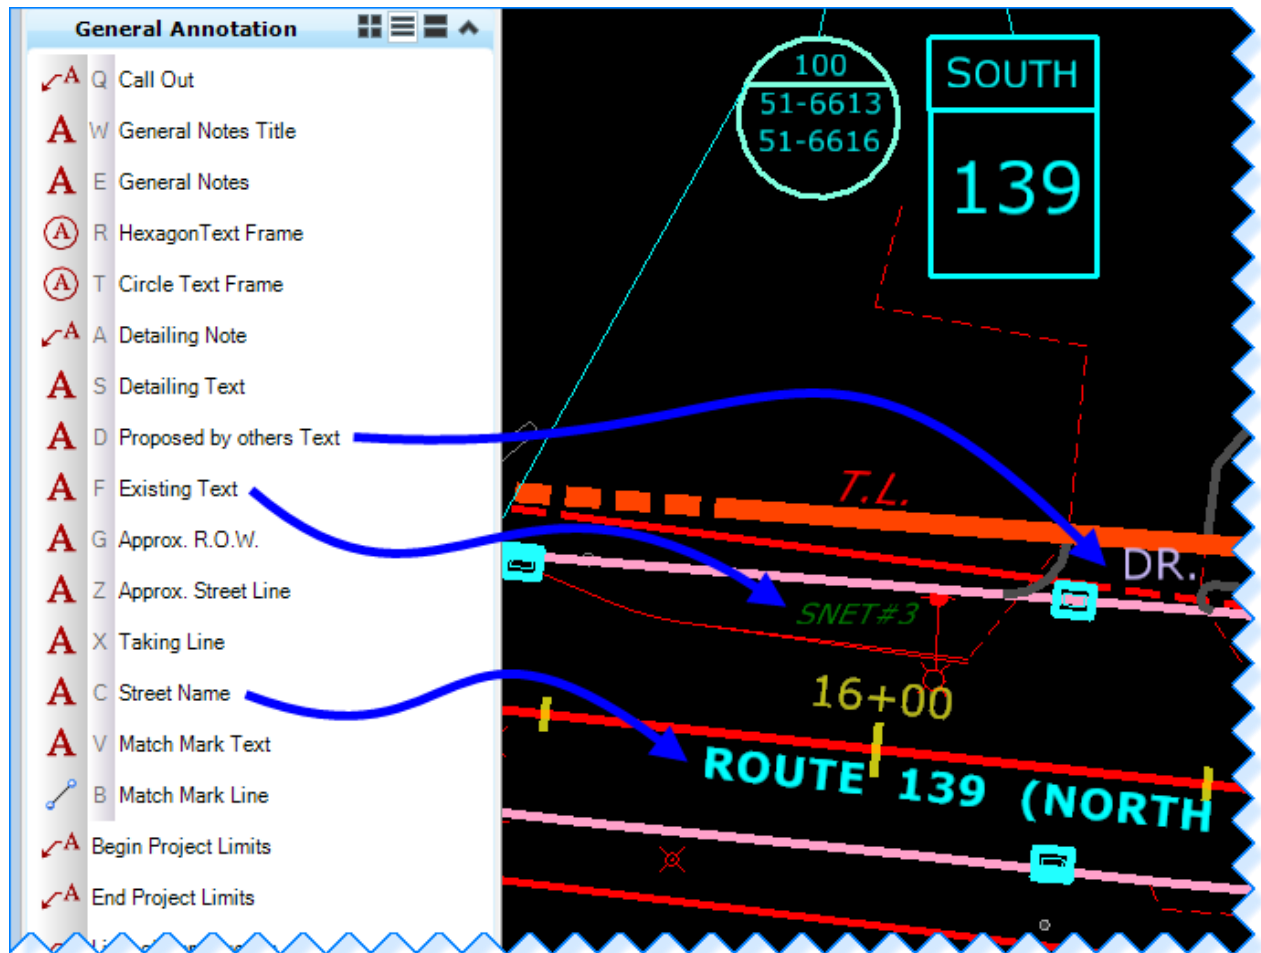 General Annotation
Q Call Out
W General Notes Title
E General Notes
R HexagonText Frame
T Circle Text Frame
A Detailing Note
S Detailing Text
D Proposed by others Text
F Existing Text
G Approx. R.O.W.
Z Approx. Street Line
X Taking Line
C Street Name
V Match Mark Text
B Match Mark Line
Begin Project Limits
End Project Limits
100
51-6613
51-6616
SOUTH
139
T.L.
DR.
SNET#3
16+00
ROUTE 139 (NORTH